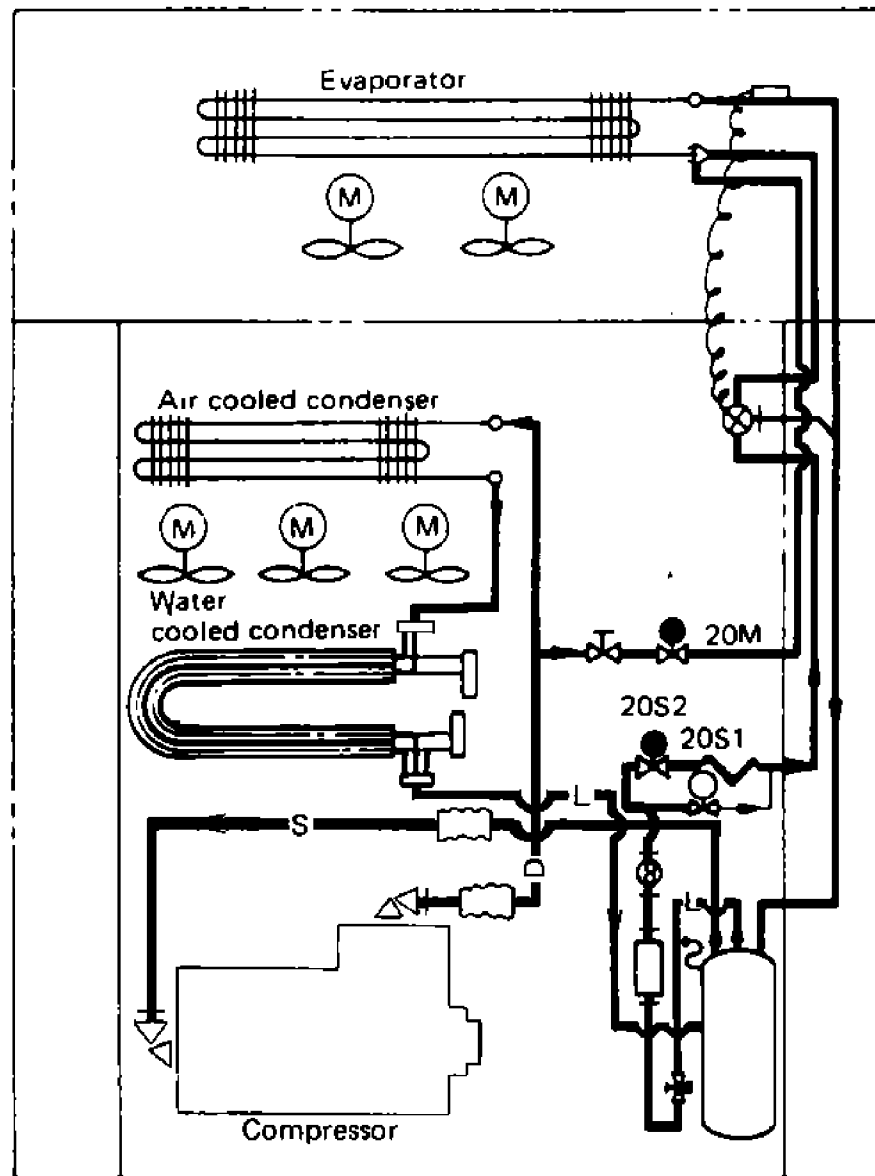 Evaporator
M
M
Air cooled condenser
M
M
M
Water
cooled condenser
20M
20S2
20S1
L
S
D
L
Compressor